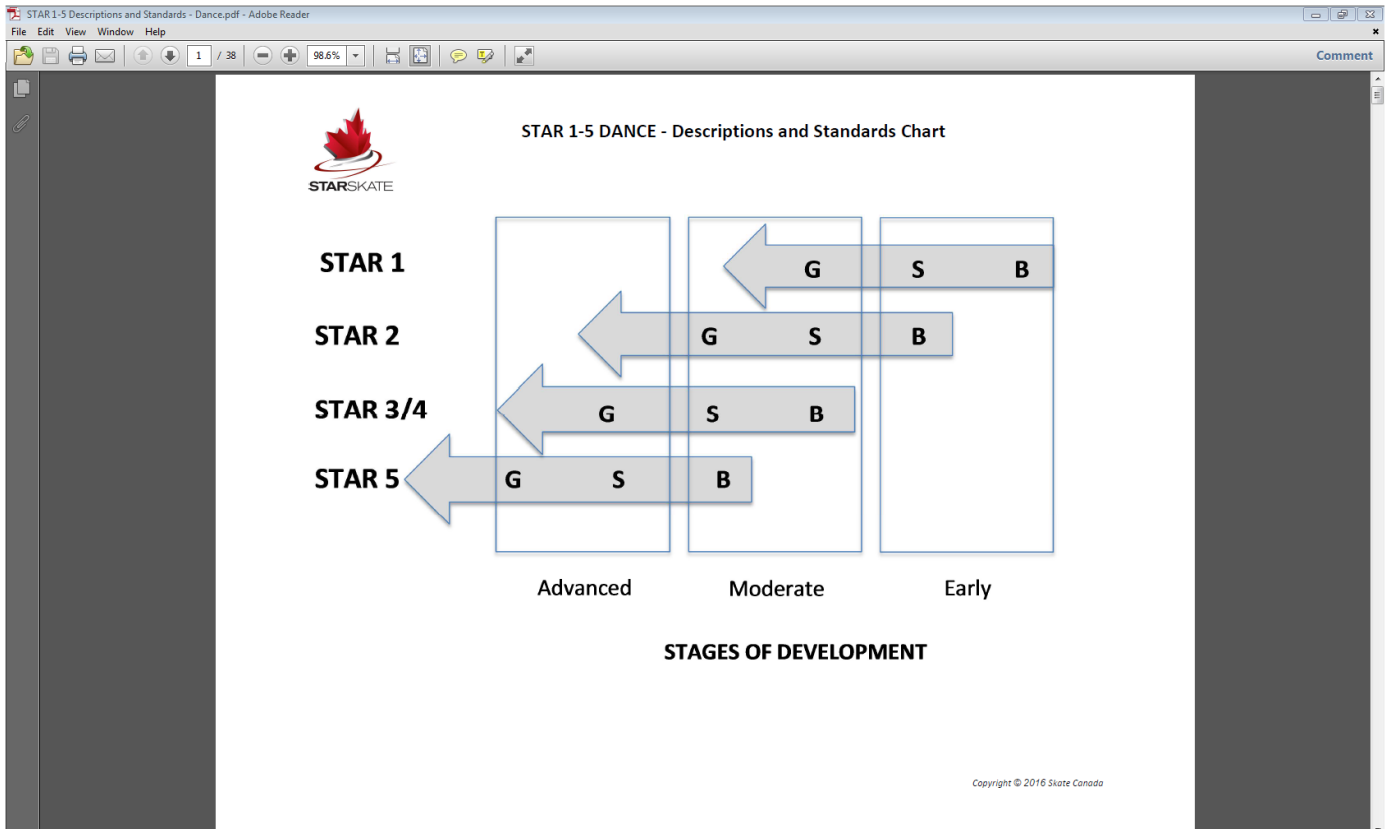 STAR 1-5 Descriptions and Standards - Dance.pdf - Adobe Reader
File Edit View Window Help
1 / 38 98.6% Comment
STARSKATE
STAR 1-5 DANCE - Descriptions and Standards Chart
STAR 1 G S B
STAR 2 G S B
STAR 3/4 G S B
STAR 5 G S B
Advanced Moderate Early
STAGES OF DEVELOPMENT
Copyright © 2016 Skate Canada